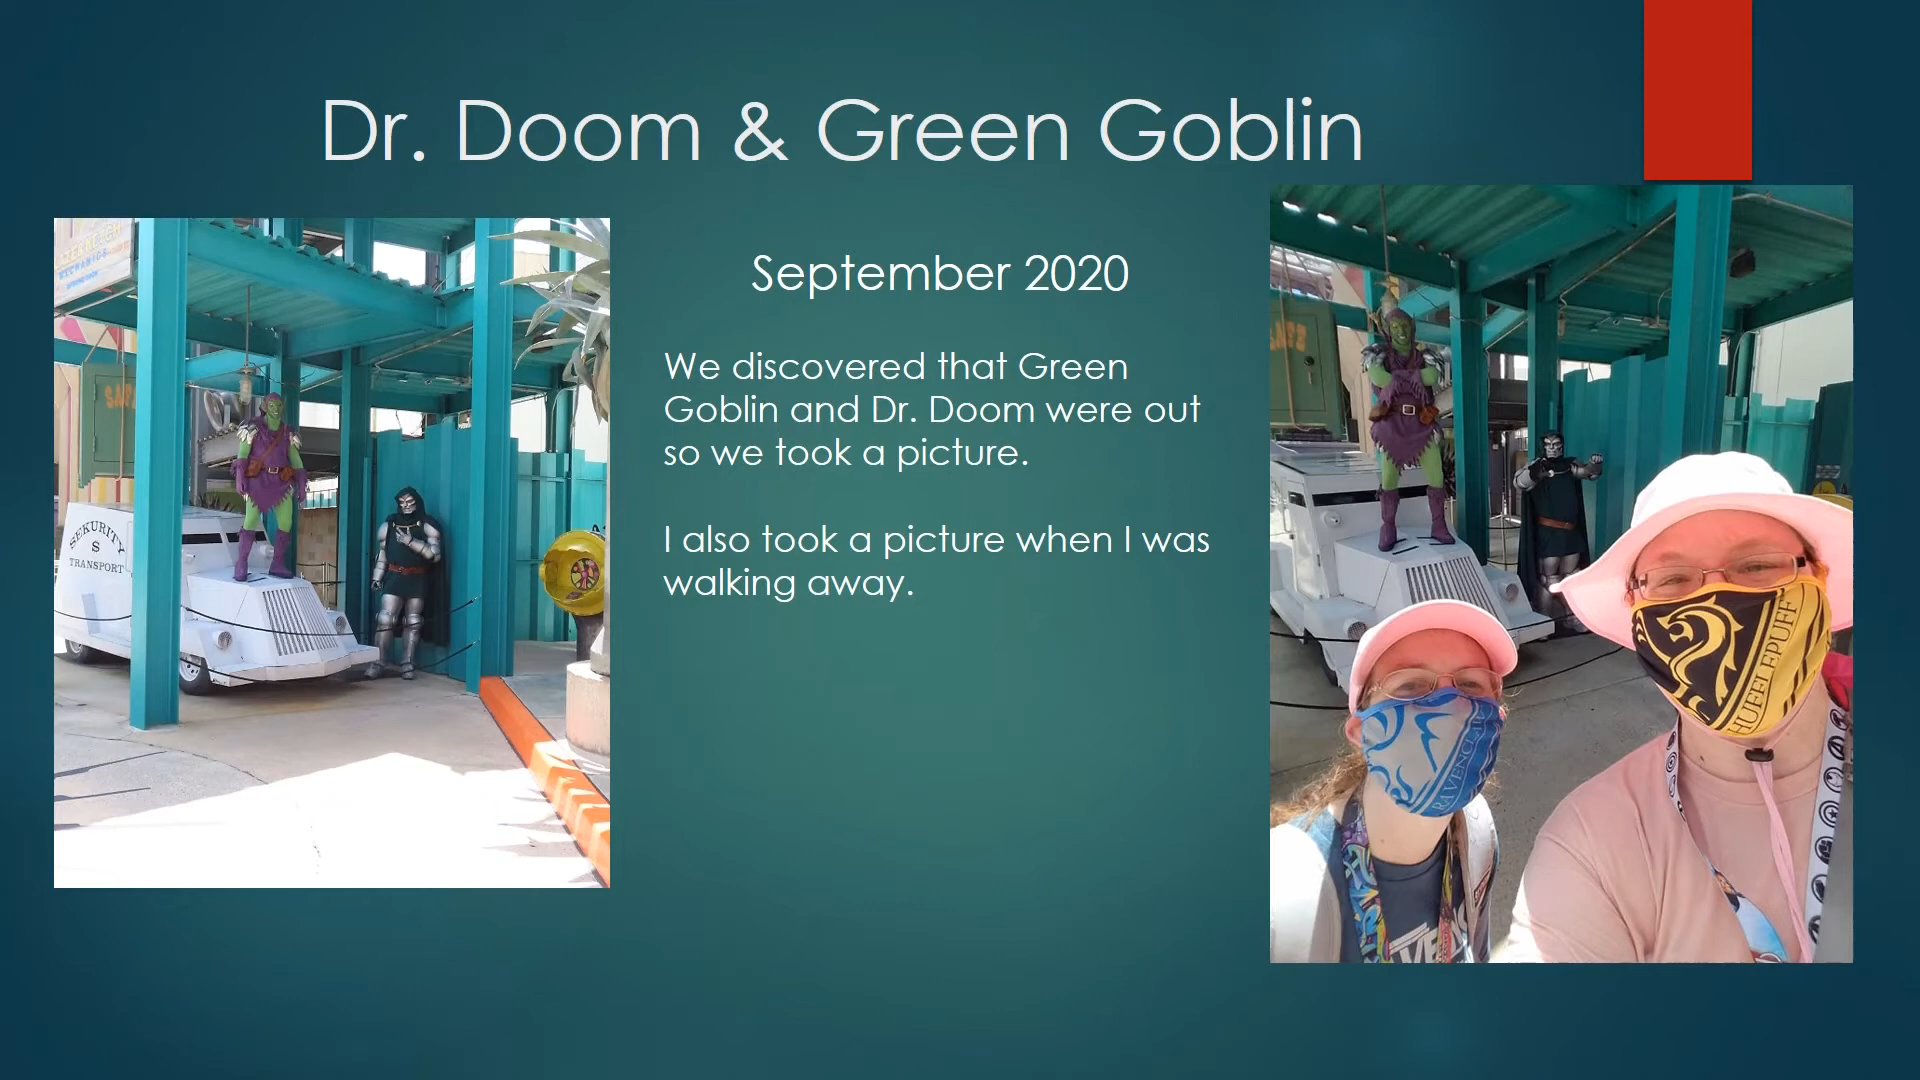 Dr. Doom & Green Goblin
September 2020
We discovered that Green
Goblin and Dr. Doom were out
so we took a picture.
I also took a picture when I was
walking away.
SEKURITY
S
TRANSPORT
HUFFLEPUFF
RAVENCLAW